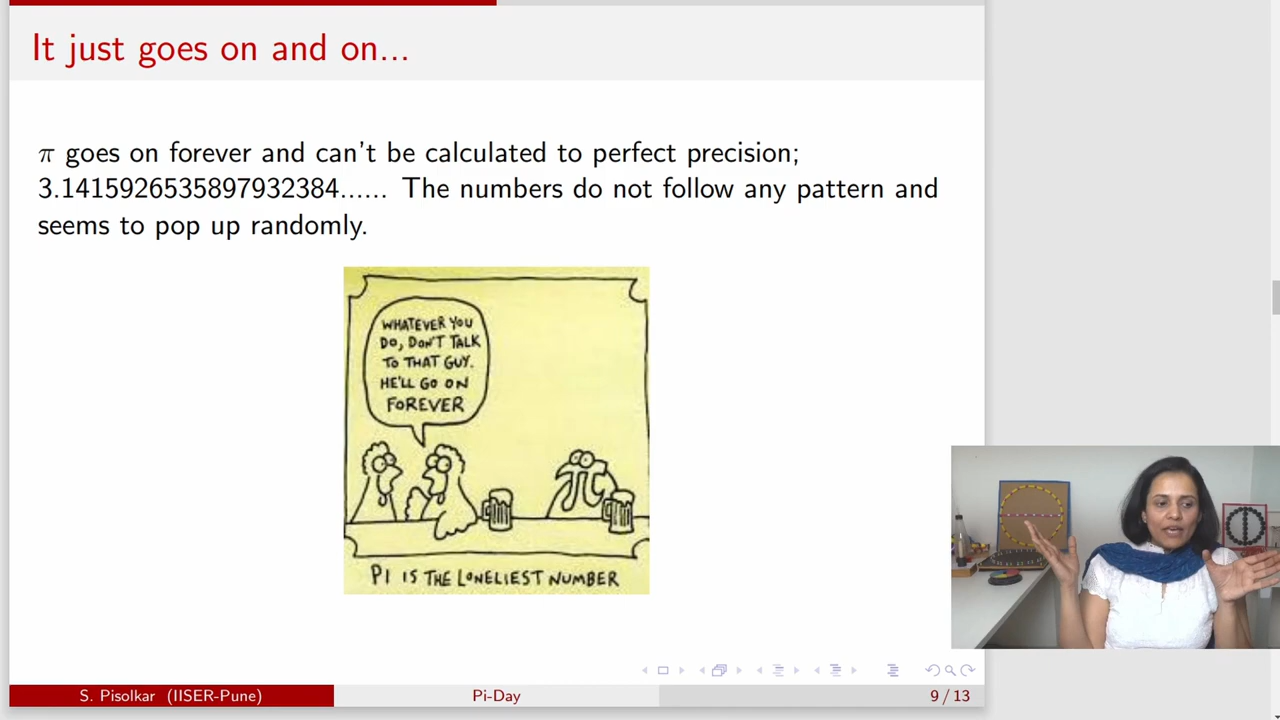 It just goes on and on...
π goes on forever and can't be calculated to perfect precision;
3.1415926535897932384...... The numbers do not follow any pattern and
seems to pop up randomly.
WHATEVER YOU
DO, DON'T TALK
TO THAT GUY.
HE'LL GO ON
FOREVER
PI IS THE LONELIEST NUMBER
S. Pisolkar (IISER-Pune)
Pi-Day
9 / 13